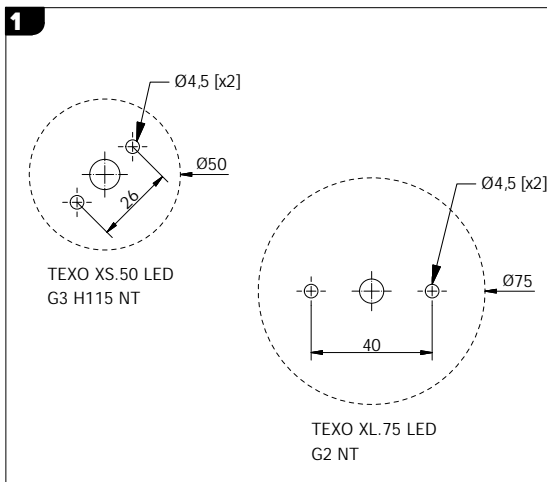 1
Ø4,5 [x2]
Ø50
26
TEXO XS.50 LED
G3 H115 NT
Ø4,5 [x2]
Ø75
40
TEXO XL.75 LED
G2 NT